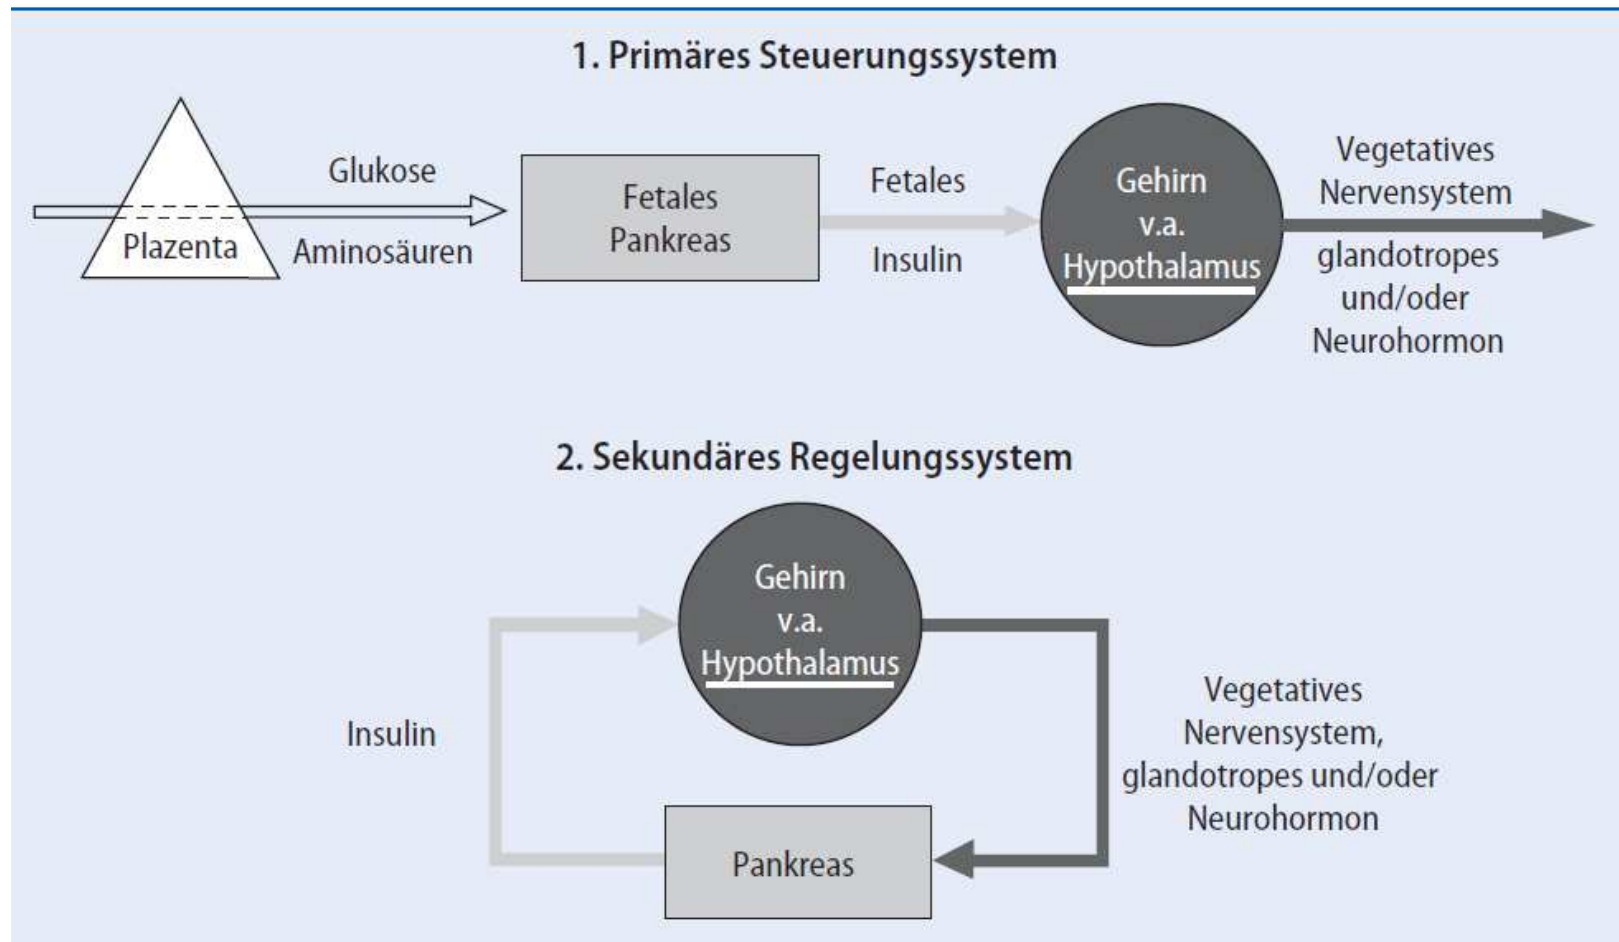 1. Primäres Steuerungssystem
Plazenta
Glukose
Aminosäuren
Fetales
Pankreas
Fetales
Insulin
Gehirn
v.a.
Hypothalamus
Vegetatives
Nervensystem
glandotropes
und/oder
Neurohormon
2. Sekundäres Regelungssystem
Gehirn
v.a.
Hypothalamus
Insulin
Vegetatives
Nervensystem,
glandotropes und/oder
Neurohormon
Pankreas